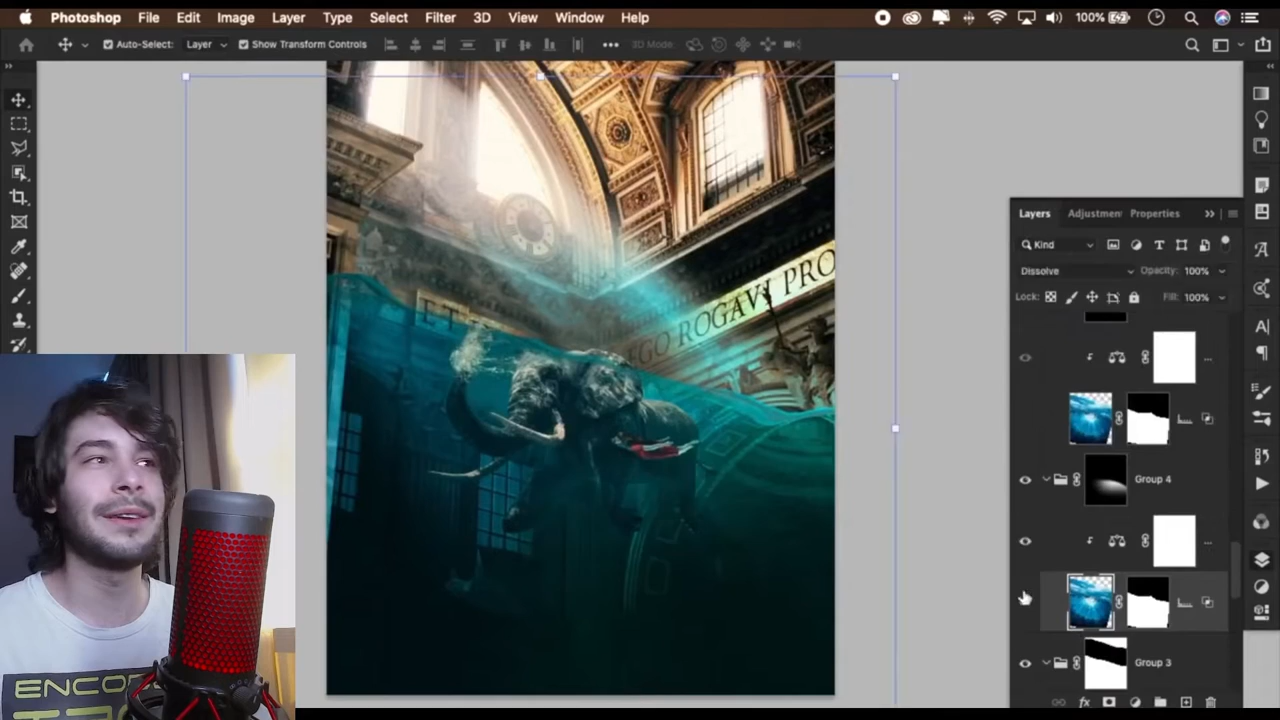 Photoshop File Edit Image Layer Type Select Filter 3D View Window Help 100%
Auto-Select: Layer Show Transform Controls 3D Mode:
Layers Adjustmen Properties
Kind
Dissolve Opacity: 100%
Lock: Fill: 100%
EGO ROGAVI PRO
E T
Group 4
Group 3
fx
ENCO